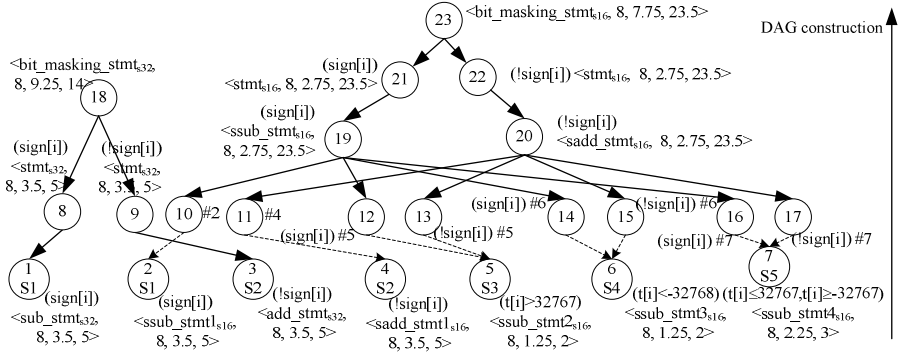 23
<bit_masking_stmts16, 8, 7.75, 23.5>
DAG construction
<bit_masking_stmts32,
8, 9.25, 14>
18
(sign[i])
<stmts16, 8, 2.75, 23.5>
21
22
(!sign[i]) <stmts16, 8, 2.75, 23.5>
(sign[i])
<ssub_stmts16,
8, 2.75, 23.5>
19
20
(!sign[i])
<sadd_stmts16, 8, 2.75, 23.5>
(sign[i])
<stmts32,
8, 3.5, 5>
(!sign[i])
<stmts32,
8, 3.5, 5>
8
9
10 #2
11 #4
12
13
(sign[i]) #6
14
15
(!sign[i]) #6
16
17
(sign[i]) #5
(!sign[i]) #5
(sign[i]) #7
(!sign[i]) #7
1
S1
2
S1
3
S2
4
S2
5
S3
6
S4
7
S5
(sign[i])
<sub_stmts32,
8, 3.5, 5>
(sign[i])
<ssub_stmt1s16,
8, 3.5, 5>
(!sign[i])
<add_stmts32,
8, 3.5, 5>
(!sign[i])
<sadd_stmt1s16,
8, 3.5, 5>
(t[i]>32767)
<ssub_stmt2s16,
8, 1.25, 2>
(t[i]<-32768)
<ssub_stmt3s16,
8, 1.25, 2>
(t[i]≤32767,t[i]≥-32767)
<ssub_stmt4s16,
8, 2.25, 3>